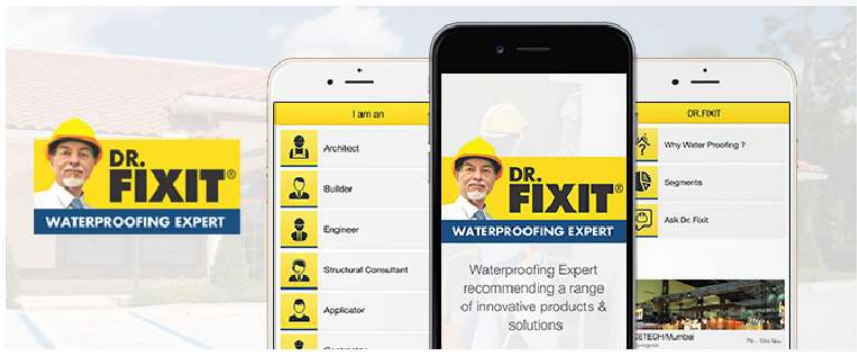 DR.
FIXIT®
WATERPROOFING EXPERT
I am an
Architect
Builder
Engineer
Structural Consultant
Applicator
DR.
FIXIT®
WATERPROOFING EXPERT
Waterproofing Expert
recommending a range
of innovative products &
solutions
DR.FIXIT
Why Water Proofing ?
Segments
Ask Dr. Fixit